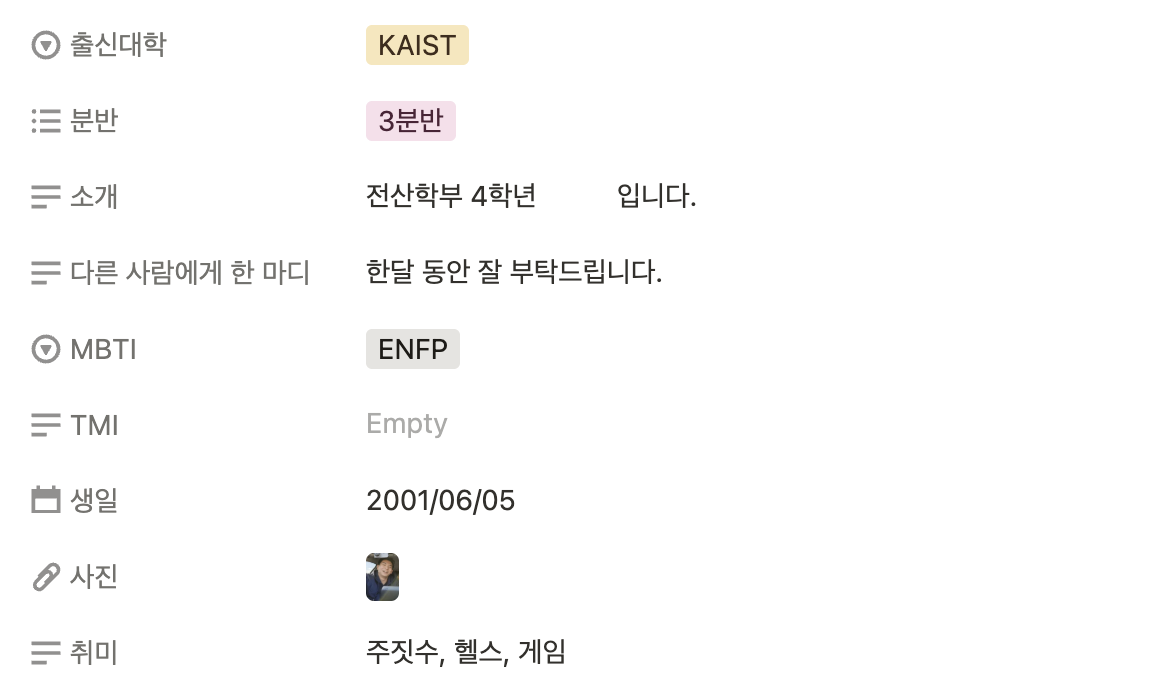 출신대학 KAIST
분반 3분반
소개 전산학부 4학년 입니다.
다른 사람에게 한 마디 한달 동안 잘 부탁드립니다.
MBTI ENFP
TMI Empty
생일 2001/06/05
사진
취미 주짓수, 헬스, 게임